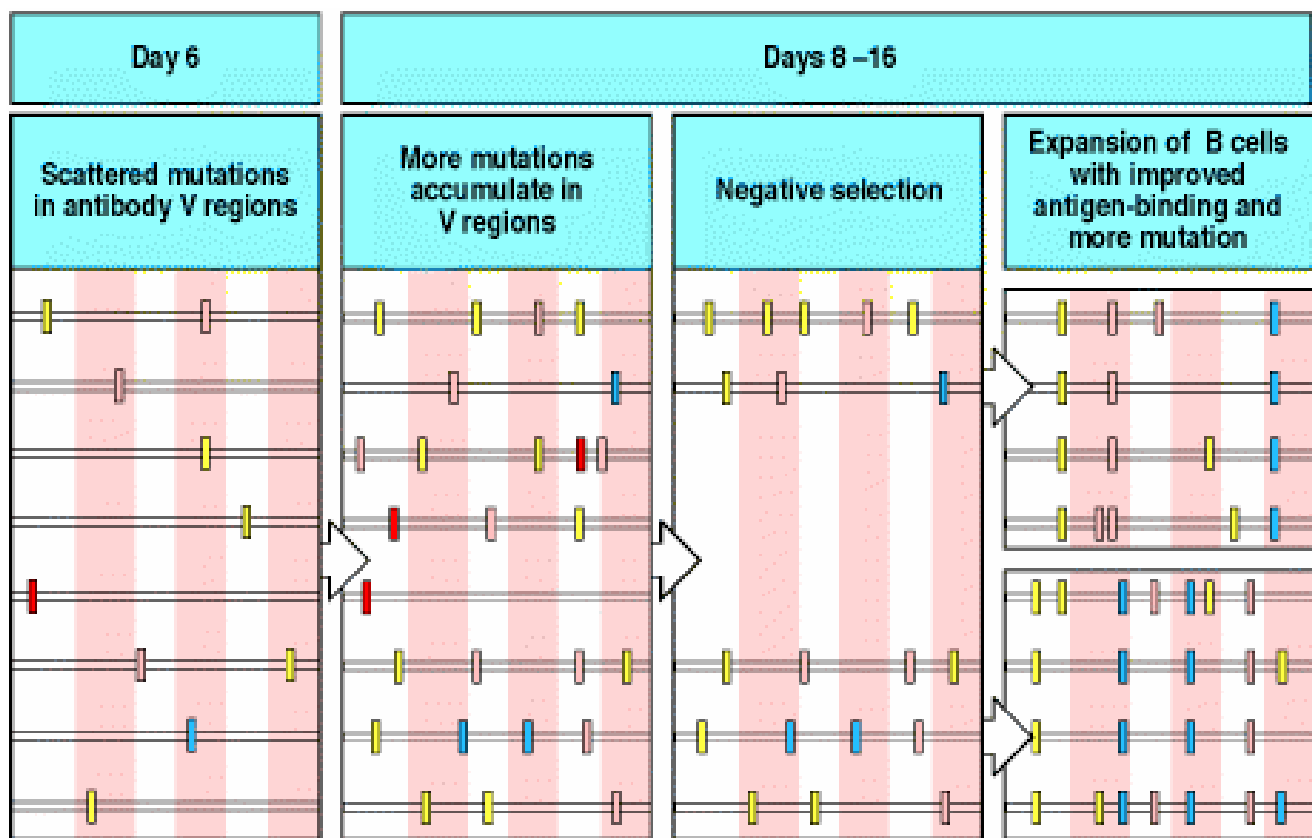 Day 6
Days 8 –16
Scattered mutations
in antibody V regions
More mutations
accumulate in
V regions
Negative selection
Expansion of B cells
with improved
antigen-binding and
more mutation